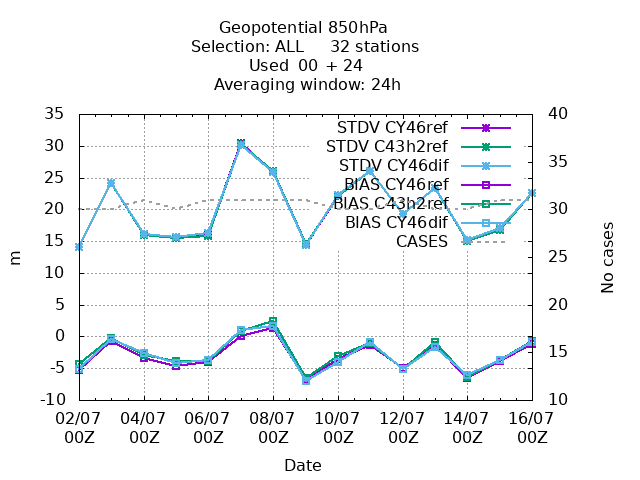 Geopotential 850hPa
Selection: ALL 32 stations
Used 00 + 24
Averaging window: 24h
35
30
25
20
15
10
5
0
-5
-10
m
40
35
30
25
20
15
10
No cases
STDV CY46ref
STDV C43h2ref
STDV CY46dif
BIAS CY46ref
BIAS C43h2ref
BIAS CY46dif
CASES
02/07 04/07 06/07 08/07 10/07 12/07 14/07 16/07
00Z 00Z 00Z 00Z 00Z 00Z 00Z 00Z
Date